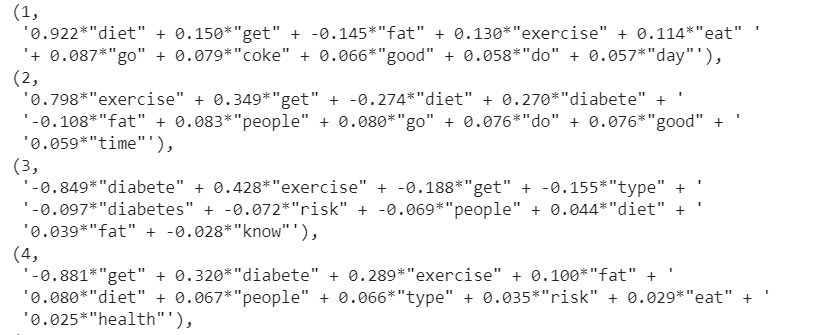 (1,
'0.922*"diet" + 0.150*"get" + -0.145*"fat" + 0.130*"exercise" + 0.114*"eat" '
'+ 0.087*"go" + 0.079*"coke" + 0.066*"good" + 0.058*"do" + 0.057*"day"'),
(2,
'0.798*"exercise" + 0.349*"get" + -0.274*"diet" + 0.270*"diabete" + '
'-0.108*"fat" + 0.083*"people" + 0.080*"go" + 0.076*"do" + 0.076*"good" + '
'0.059*"time"'),
(3,
'-0.849*"diabete" + 0.428*"exercise" + -0.188*"get" + -0.155*"type" + '
'-0.097*"diabetes" + -0.072*"risk" + -0.069*"people" + 0.044*"diet" + '
'0.039*"fat" + -0.028*"know"'),
(4,
'-0.881*"get" + 0.320*"diabete" + 0.289*"exercise" + 0.100*"fat" + '
'0.080*"diet" + 0.067*"people" + 0.066*"type" + 0.035*"risk" + 0.029*"eat" + '
'0.025*"health"'),